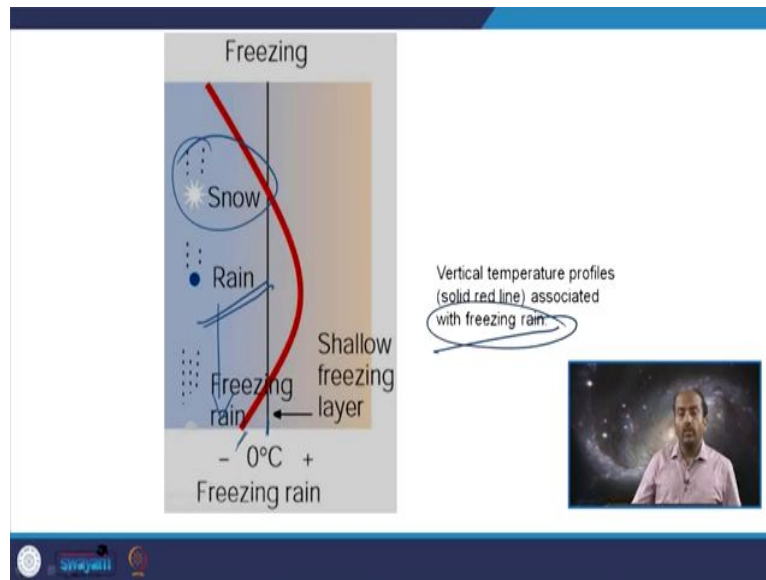 Freezing
Snow
Rain
Shallow
freezing
layer
Freezing
rain
– 0°C +
Freezing rain
Vertical temperature profiles
(solid red line) associated
with freezing rain.
swayam